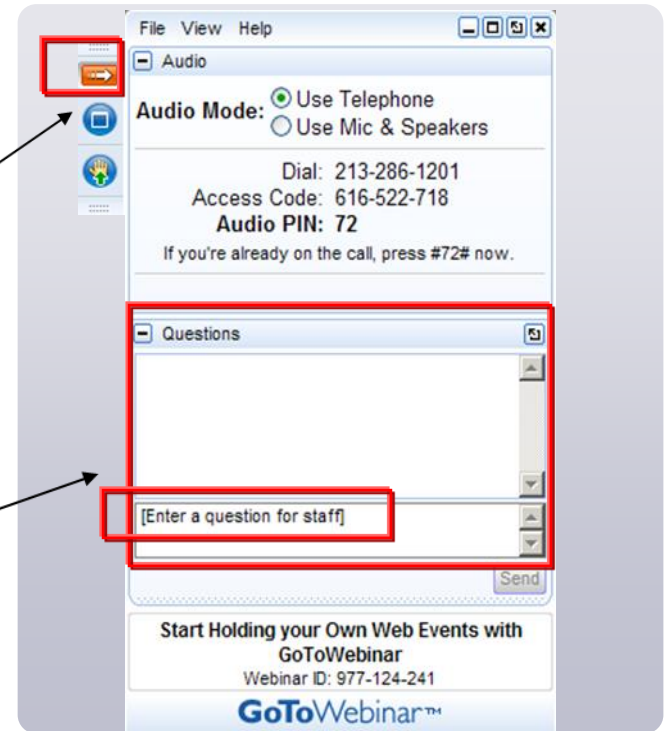 File View Help
Audio
Audio Mode: Use Telephone
Use Mic & Speakers
Dial: 213-286-1201
Access Code: 616-522-718
Audio PIN: 72
If you're already on the call, press #72# now.
Questions
[Enter a question for staff]
Send
Start Holding your Own Web Events with
GoToWebinar
Webinar ID: 977-124-241
GoToWebinar™